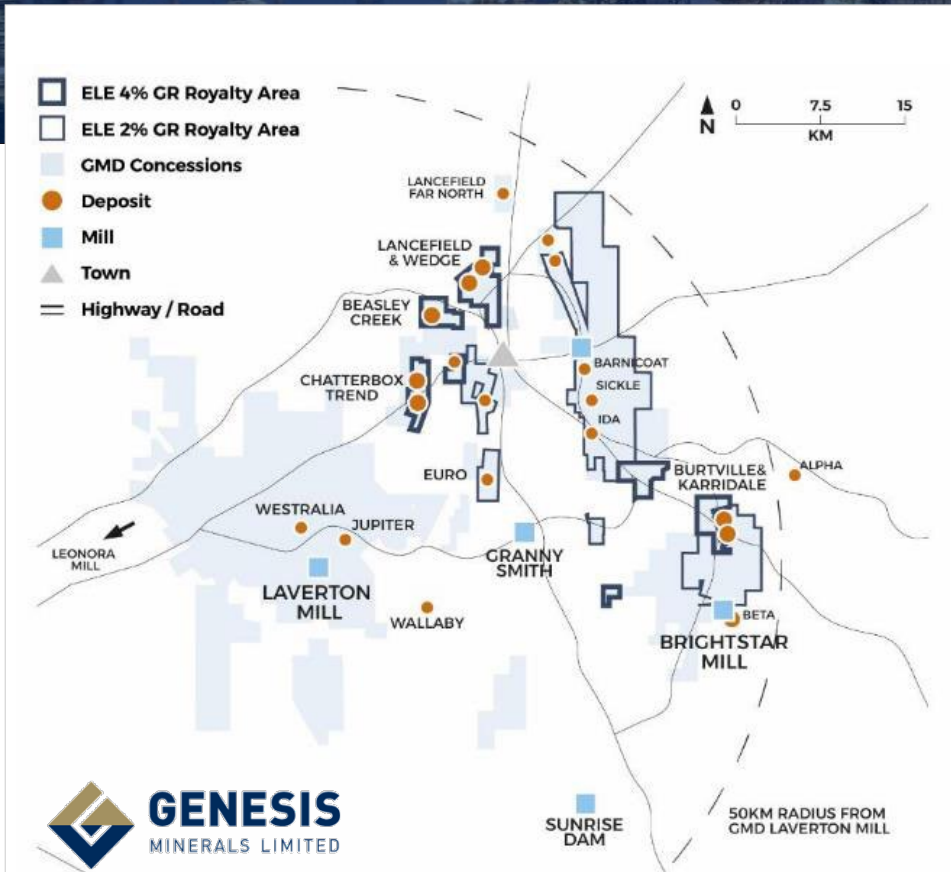 ELE 4% GR Royalty Area
ELE 2% GR Royalty Area
GMD Concessions
Deposit
Mill
Town
Highway / Road
N
0 7.5 15
KM
LANCEFIELD
FAR NORTH
LANCEFIELD
& WEDGE
BEASLEY
CREEK
BARNICOAT
CHATTERBOX
TREND
SICKLE
IDA
EURO
BURTVILLE&
KARRIDALE
ALPHA
WESTRALIA
JUPITER
LEONORA
MILL
GRANNY
SMITH
LAVERTON
MILL
WALLABY
BETA
BRIGHTSTAR
MILL
SUNRISE
DAM
50KM RADIUS FROM
GMD LAVERTON MILL
GENESIS
MINERALS LIMITED